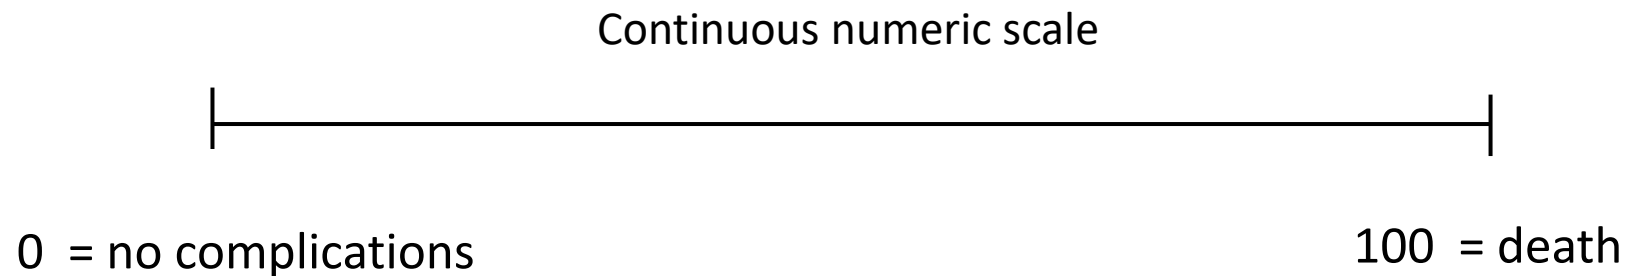 Continuous numeric scale
0 = no complications
100 = death